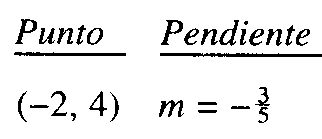 Punto Pendiente
(−2, 4) m = −3/5